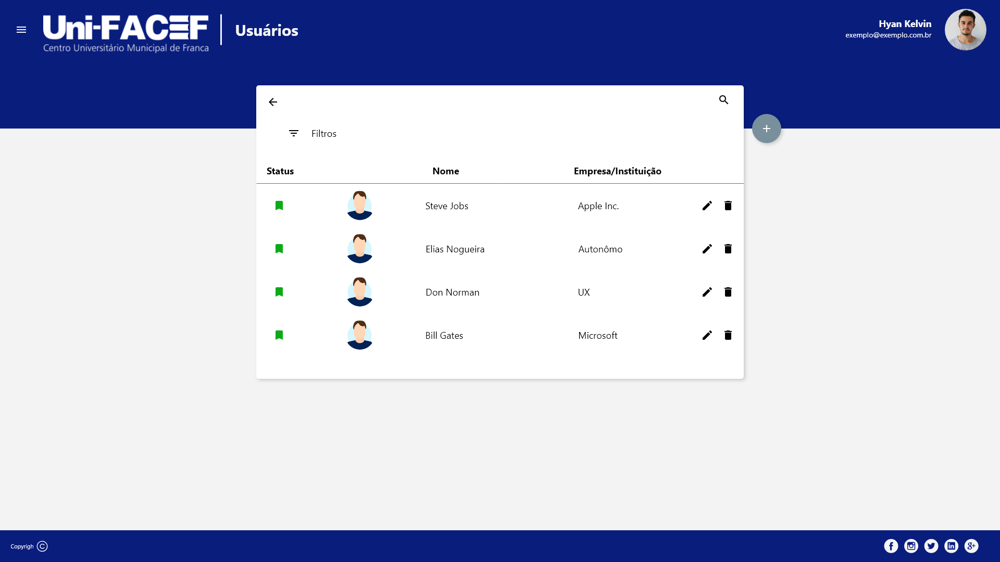 Uni-FACEF
Centro Universitário Municipal de Franca
Usuários
Hyan Kelvin
exemplo@exemplo.com.br
Filtros
Status Nome Empresa/Instituição
Steve Jobs Apple Inc.
Elias Nogueira Autonômo
Don Norman UX
Bill Gates Microsoft
Copyrigh ©